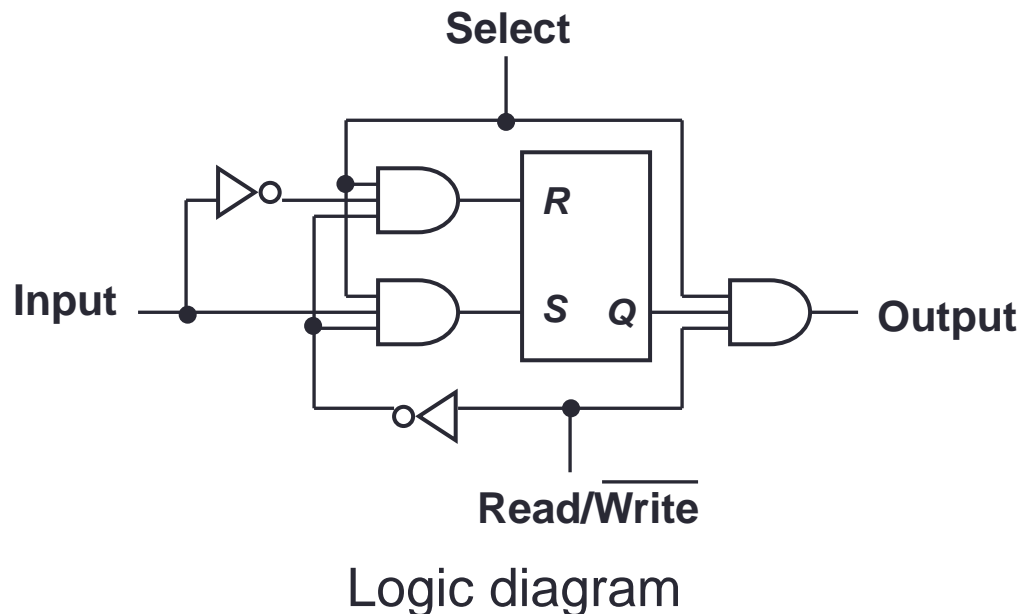 Select
R
Input
S Q
Output
Read/Write
Logic diagram